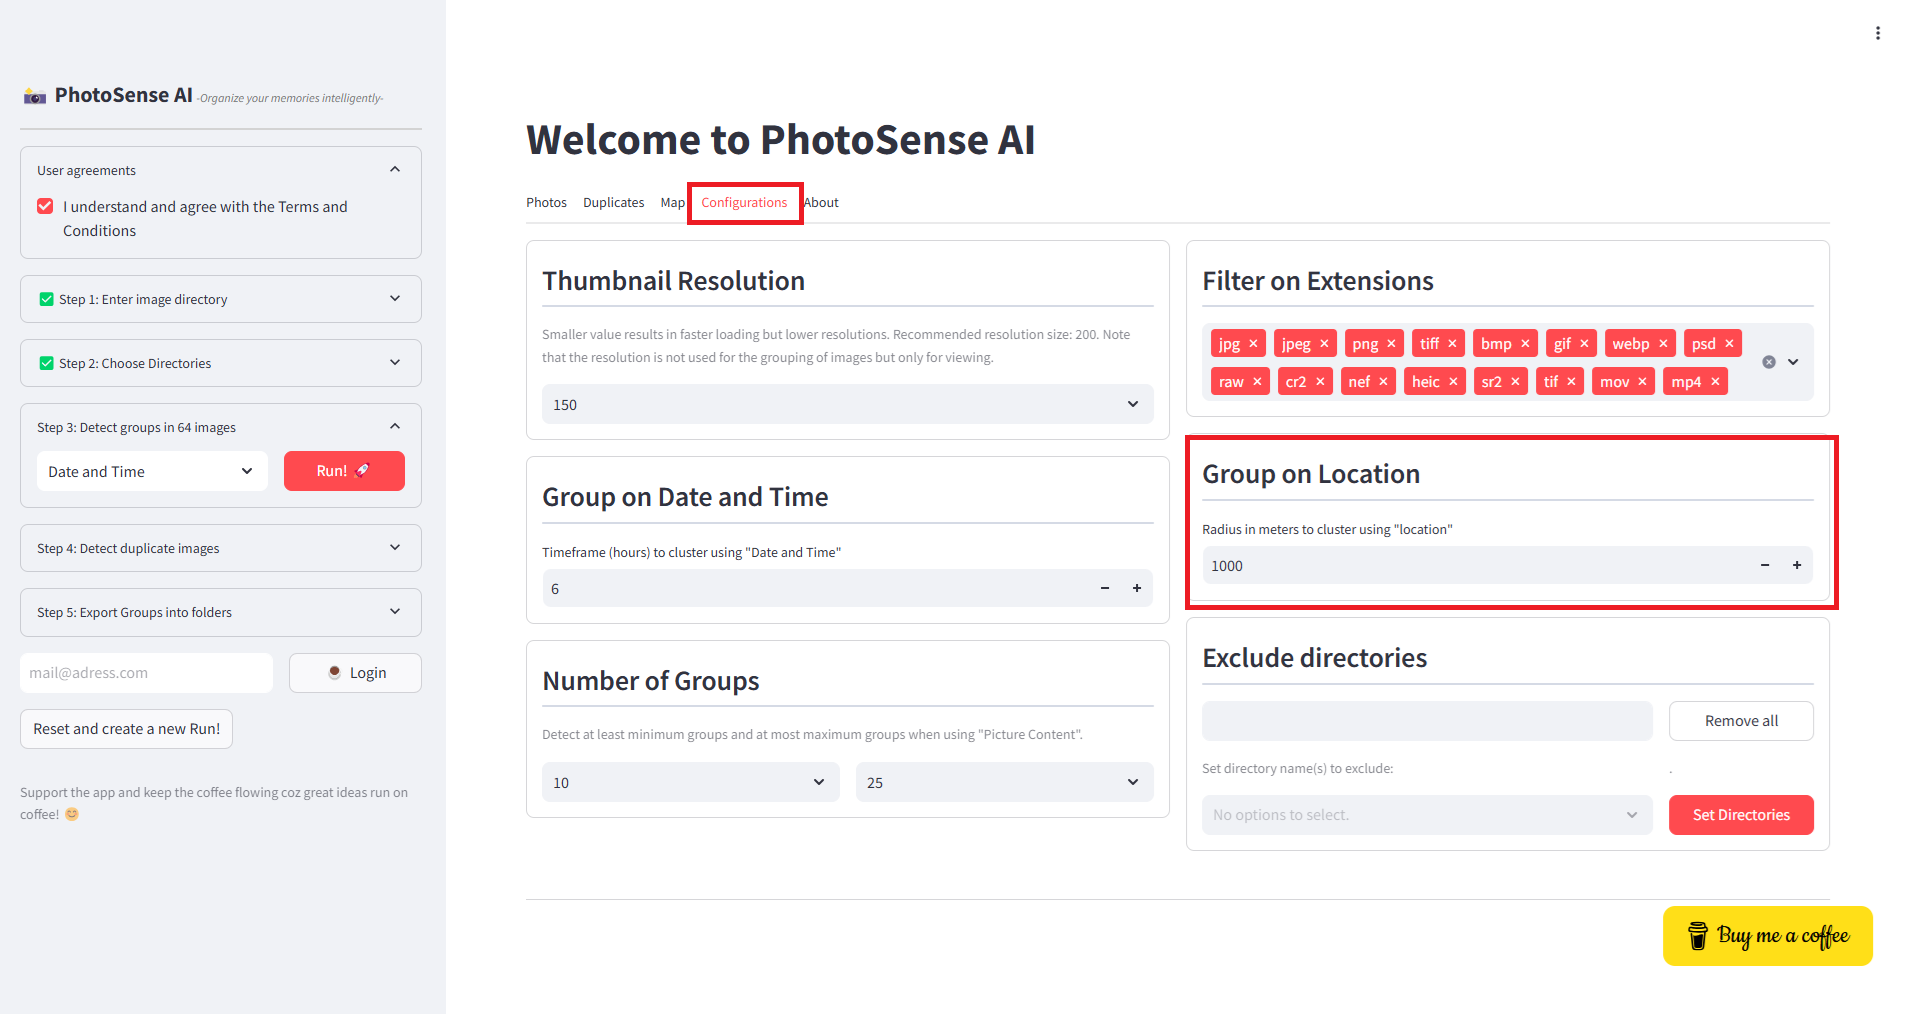 PhotoSense AI -Organize your memories intelligently-
User agreements
I understand and agree with the Terms and
Conditions
Step 1: Enter image directory
Step 2: Choose Directories
Step 3: Detect groups in 64 images
Date and Time
Run!
Step 4: Detect duplicate images
Step 5: Export Groups into folders
mail@adress.com
Login
Reset and create a new Run!
Support the app and keep the coffee flowing coz great ideas run on
coffee!
Welcome to PhotoSense AI
Photos Duplicates Map Configurations About
Thumbnail Resolution
Smaller value results in faster loading but lower resolutions. Recommended resolution size: 200. Note
that the resolution is not used for the grouping of images but only for viewing.
150
Group on Date and Time
Timeframe (hours) to cluster using "Date and Time"
6
Number of Groups
Detect at least minimum groups and at most maximum groups when using "Picture Content".
10 25
Filter on Extensions
jpg jpeg png tiff bmp gif webp psd
raw cr2 nef heic sr2 tif mov mp4
Group on Location
Radius in meters to cluster using "location"
1000
Exclude directories
Remove all
Set directory name(s) to exclude: .
No options to select.
Set Directories
Buy me a coffee